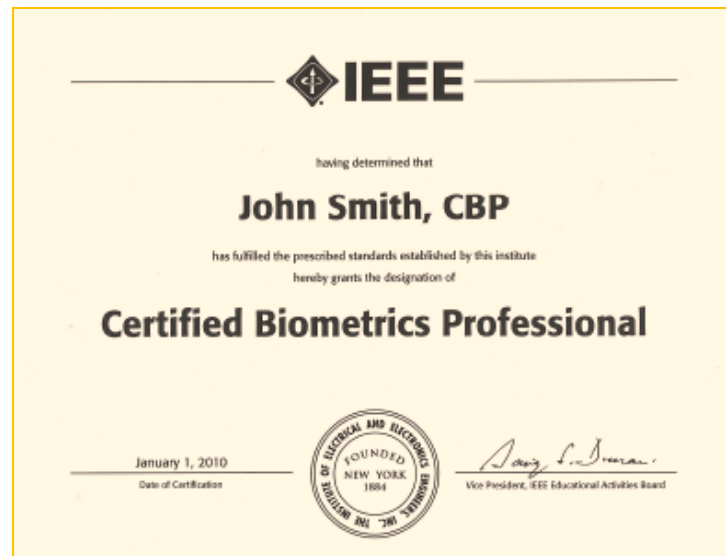 IEEE
having determined that
John Smith, CBP
has fulfilled the prescribed standards established by this institute
hereby grants the designation of
Certified Biometrics Professional
January 1, 2010
Date of Certification
THE INSTITUTE OF ELECTRICAL AND ELECTRONICS ENGINEERS, INC.
FOUNDED
NEW YORK
1884
Vice President, IEEE Educational Activities Board